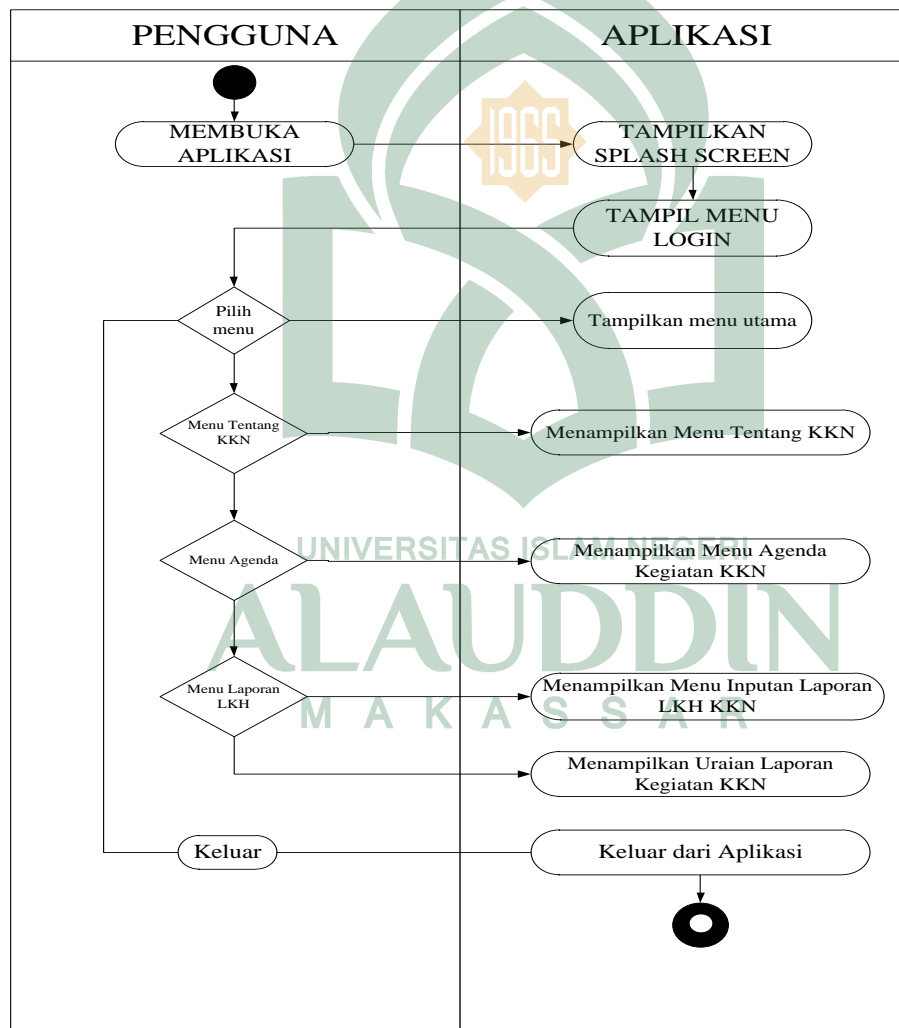 PENGGUNA
APLIKASI
MEMBUKA
APLIKASI
TAMPILKAN
SPLASH SCREEN
1965
TAMPIL MENU
LOGIN
Pilih
menu
Tampilkan menu utama
Menu Tentang
KKN
Menampilkan Menu Tentang KKN
UNIVERSITAS ISLAM NEGERI
Menu Agenda
Menampilkan Menu Agenda
Kegiatan KKN
ALAUDDIN
Menu Laporan
LKH
Menampilkan Menu Inputan Laporan
LKH KKN
MAKASSAR
Menampilkan Uraian Laporan
Kegiatan KKN
Keluar
Keluar dari Aplikasi